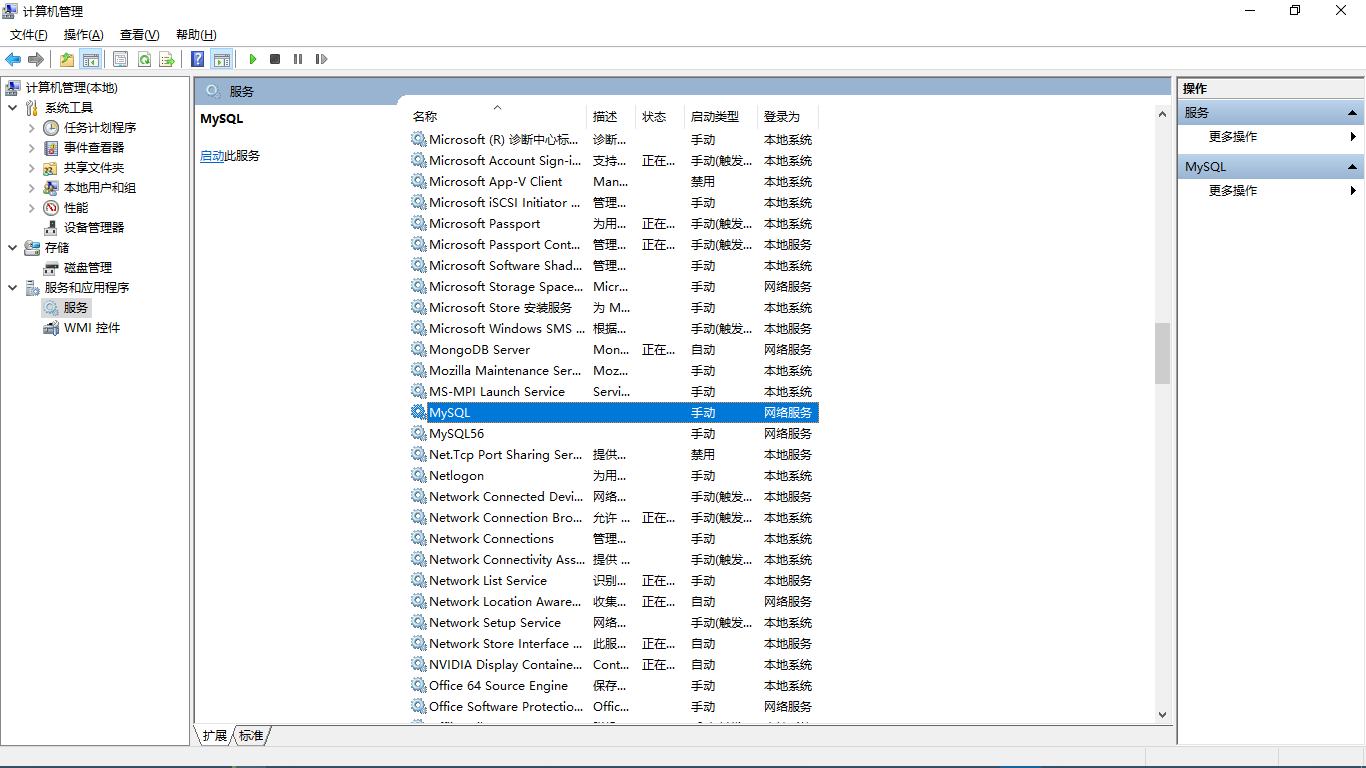 计算机管理
文件(F) 操作(A) 查看(V) 帮助(H)
计算机管理(本地)
系统工具
任务计划程序
事件查看器
共享文件夹
本地用户和组
性能
设备管理器
存储
磁盘管理
服务和应用程序
服务
WMI 控件
服务
MySQL
启动此服务
名称 描述 状态 启动类型 登录为
Microsoft (R) 诊断中心标... 诊断... 手动 本地系统
Microsoft Account Sign-i... 支持... 正在... 手动(触发... 本地系统
Microsoft App-V Client Man... 禁用 本地系统
Microsoft iSCSI Initiator ... 管理... 手动 本地系统
Microsoft Passport 为用... 正在... 手动(触发... 本地系统
Microsoft Passport Cont... 管理... 正在... 手动(触发... 本地服务
Microsoft Software Shad... 管理... 手动 本地系统
Microsoft Storage Space... Micr... 手动 网络服务
Microsoft Store 安装服务 为 M... 手动 本地系统
Microsoft Windows SMS ... 根据... 手动(触发... 本地服务
MongoDB Server Mon... 正在... 自动 网络服务
Mozilla Maintenance Ser... Moz... 手动 本地系统
MS-MPI Launch Service Servi... 手动 本地系统
MySQL 手动 网络服务
MySQL56 手动 网络服务
Net.Tcp Port Sharing Ser... 提供... 禁用 本地服务
Netlogon 为用... 手动 本地系统
Network Connected Devi... 网络... 手动(触发... 本地服务
Network Connection Bro... 允许 ... 正在... 手动(触发... 本地系统
Network Connections 管理... 手动 本地系统
Network Connectivity Ass... 提供 ... 手动(触发... 本地系统
Network List Service 识别... 正在... 手动 本地服务
Network Location Aware... 收集... 正在... 自动 网络服务
Network Setup Service 网络... 手动(触发... 本地系统
Network Store Interface ... 此服... 正在... 自动 本地服务
NVIDIA Display Containe... Cont... 正在... 自动 本地系统
Office 64 Source Engine 保存... 手动 本地系统
Office Software Protectio... Offic... 手动 网络服务
扩展 标准
操作
服务
更多操作
MySQL
更多操作